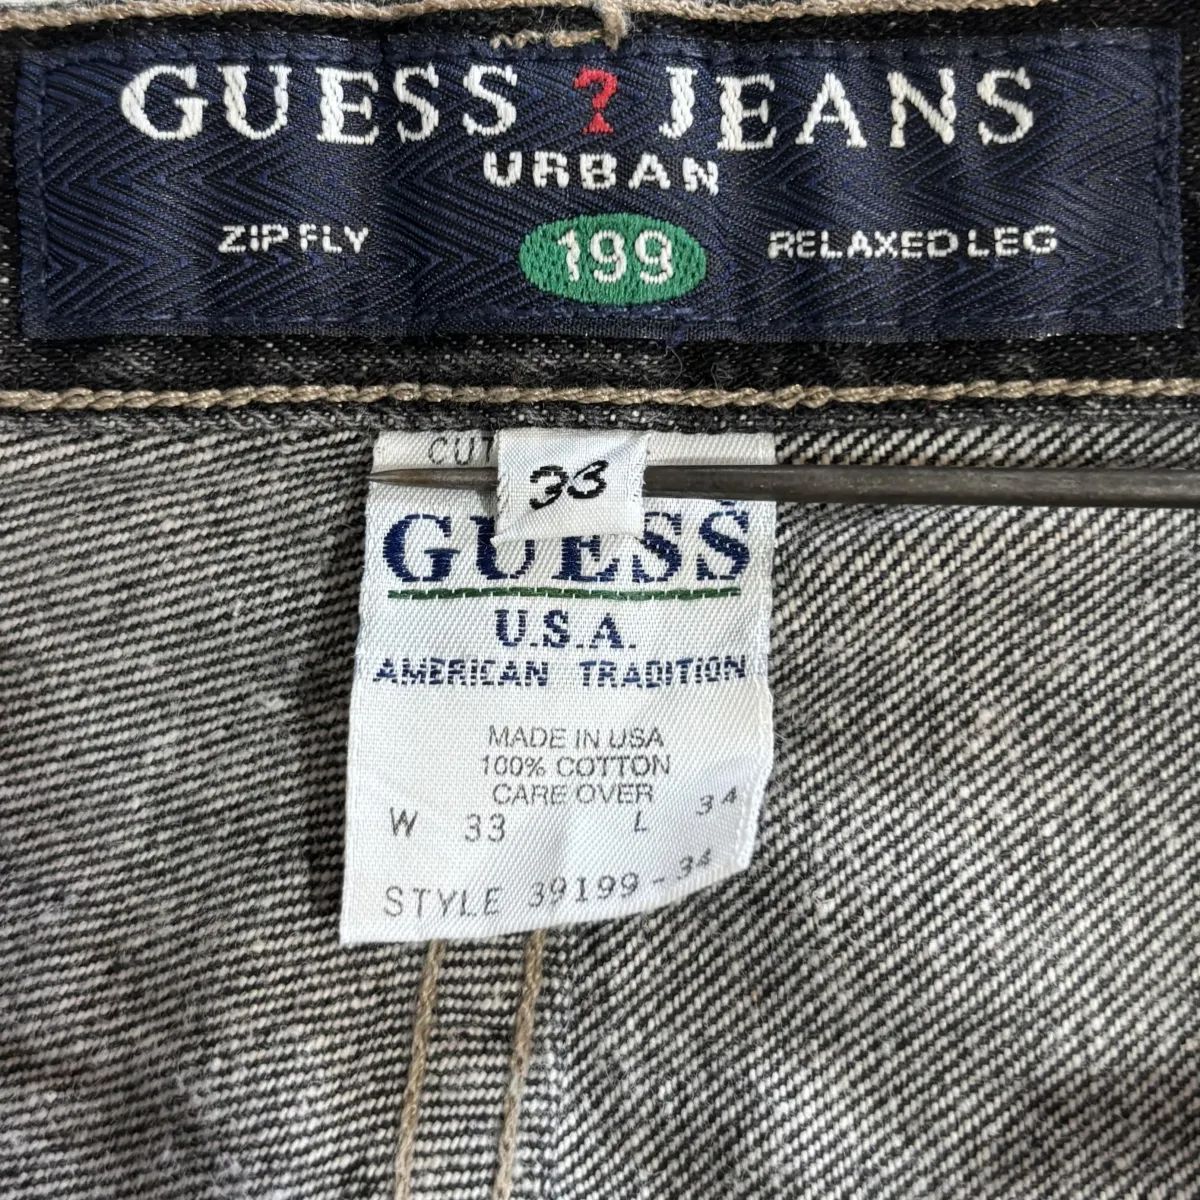 GUESS ? JEANS
URBAN
ZIP FLY 199 RELAXED LEG
33
GUESS
U.S.A.
AMERICAN TRADITION
MADE IN USA
100% COTTON
CARE OVER
W 33 L 34
STYLE 39199-34